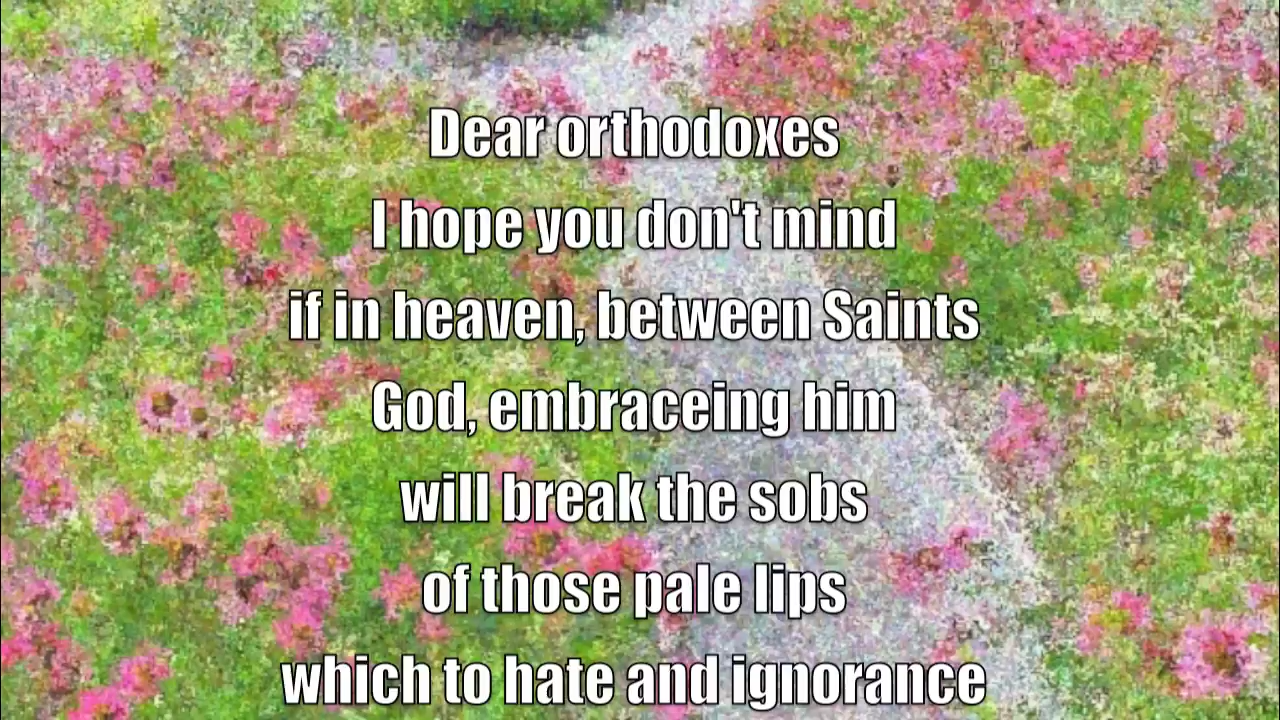 Dear orthodoxes
I hope you don't mind
if in heaven, between Saints
God, embraceing him
will break the sobs
of those pale lips
which to hate and ignorance